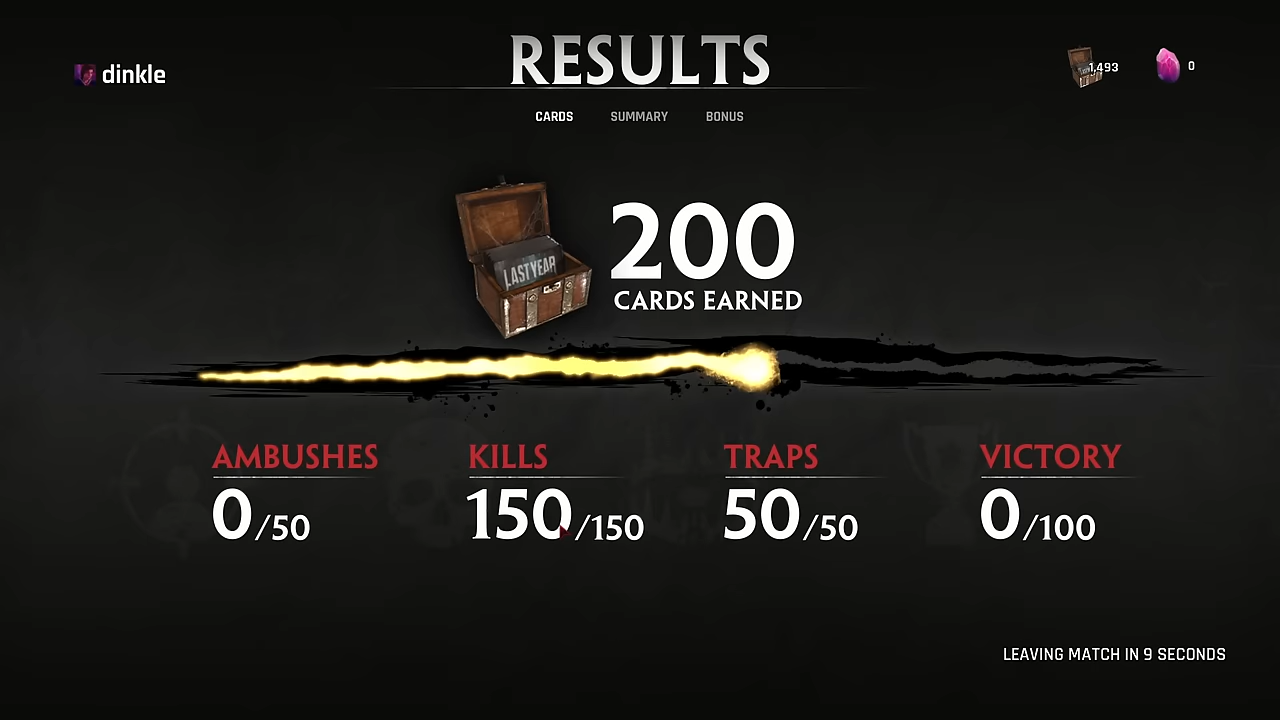 RESULTS
dinkle
1,493
0
CARDS SUMMARY BONUS
200
LAST YEAR
CARDS EARNED
AMBUSHES KILLS TRAPS VICTORY
0/50 150/150 50/50 0/100
LEAVING MATCH IN 9 SECONDS